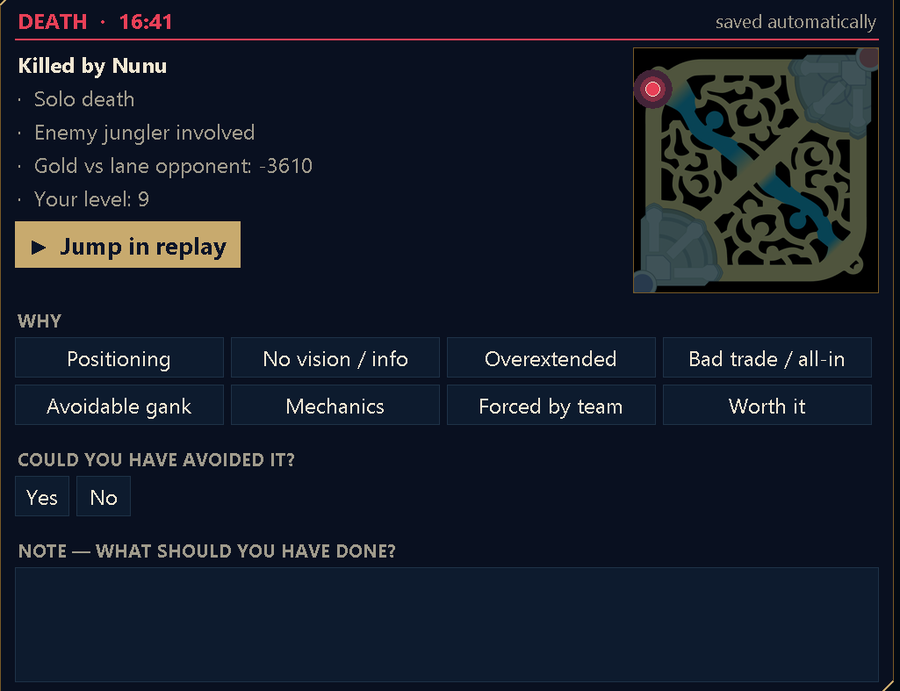 DEATH · 16:41 saved automatically
Killed by Nunu
· Solo death
· Enemy jungler involved
· Gold vs lane opponent: -3610
· Your level: 9
► Jump in replay
WHY
Positioning No vision / info Overextended Bad trade / all-in
Avoidable gank Mechanics Forced by team Worth it
COULD YOU HAVE AVOIDED IT?
Yes No
NOTE — WHAT SHOULD YOU HAVE DONE?